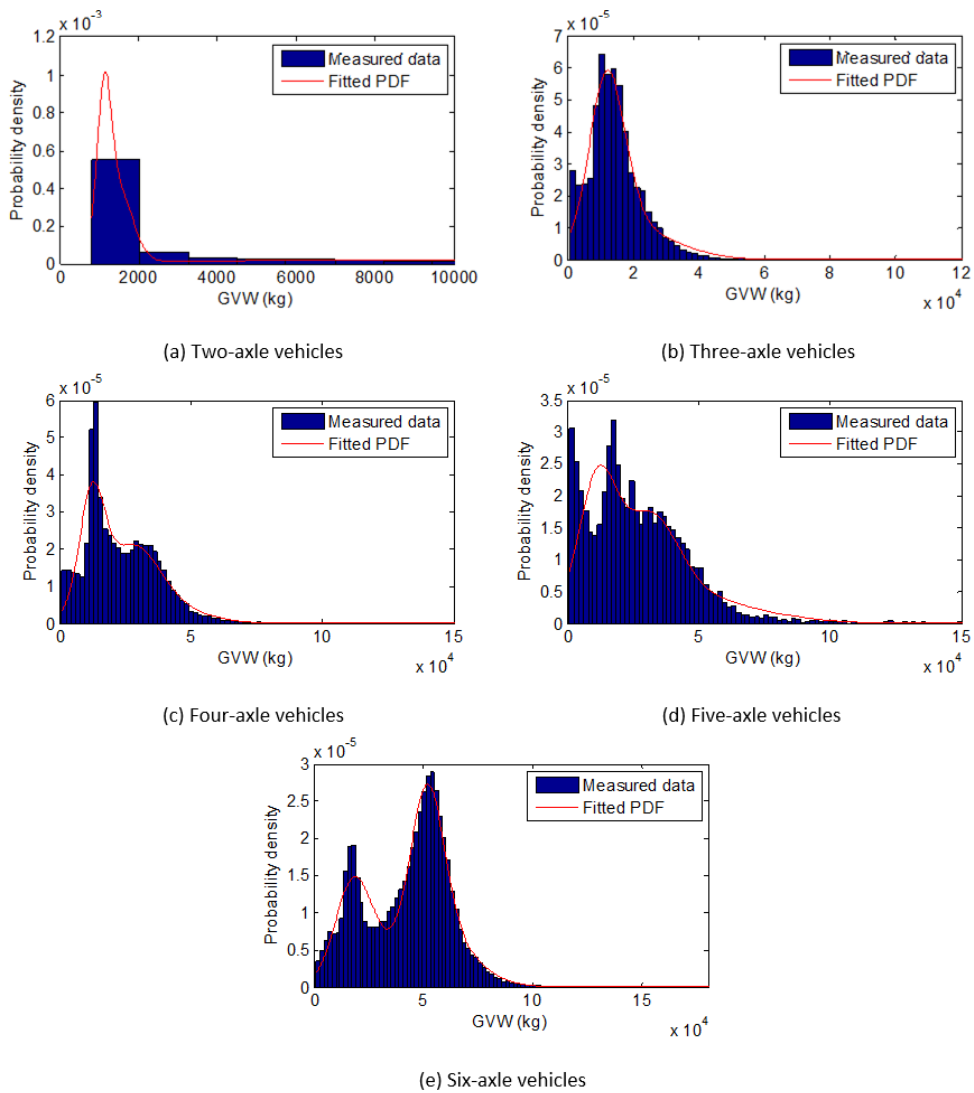 x 10^-3
1.2
1
0.8
0.6
0.4
0.2
0
Probability density
Measured data
Fitted PDF
0 2000 4000 6000 8000 10000
GVW (kg)
(a) Two-axle vehicles
x 10^-5
7
6
5
4
3
2
1
0
Probability density
Measured data
Fitted PDF
0 2 4 6 8 10 12
GVW (kg)
x 10^4
(b) Three-axle vehicles
x 10^-5
6
5
4
3
2
1
0
Probability density
Measured data
Fitted PDF
0 5 10 15
GVW (kg)
x 10^4
(c) Four-axle vehicles
x 10^-5
3.5
3
2.5
2
1.5
1
0.5
0
Probability density
Measured data
Fitted PDF
0 5 10 15
GVW (kg)
x 10^4
(d) Five-axle vehicles
x 10^-5
3
2.5
2
1.5
1
0.5
0
Probability density
Measured data
Fitted PDF
0 5 10 15
GVW (kg)
x 10^4
(e) Six-axle vehicles